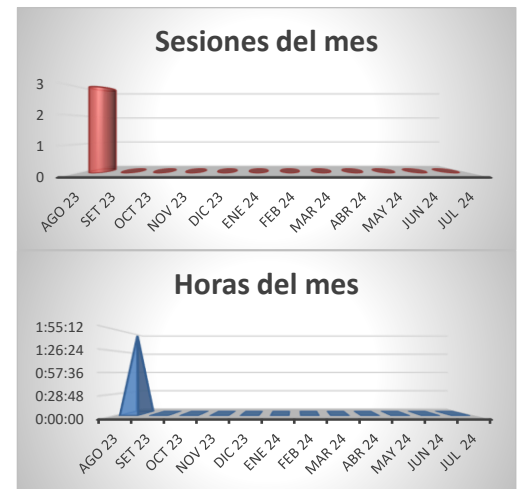 Sesiones del mes
3
2
1
0
AGO 23 SET 23 OCT 23 NOV 23 DIC 23 ENE 24 FEB 24 MAR 24 ABR 24 MAY 24 JUN 24 JUL 24
Horas del mes
1:55:12
1:26:24
0:57:36
0:28:48
0:00:00
AGO 23 SET 23 OCT 23 NOV 23 DIC 23 ENE 24 FEB 24 MAR 24 ABR 24 MAY 24 JUN 24 JUL 24